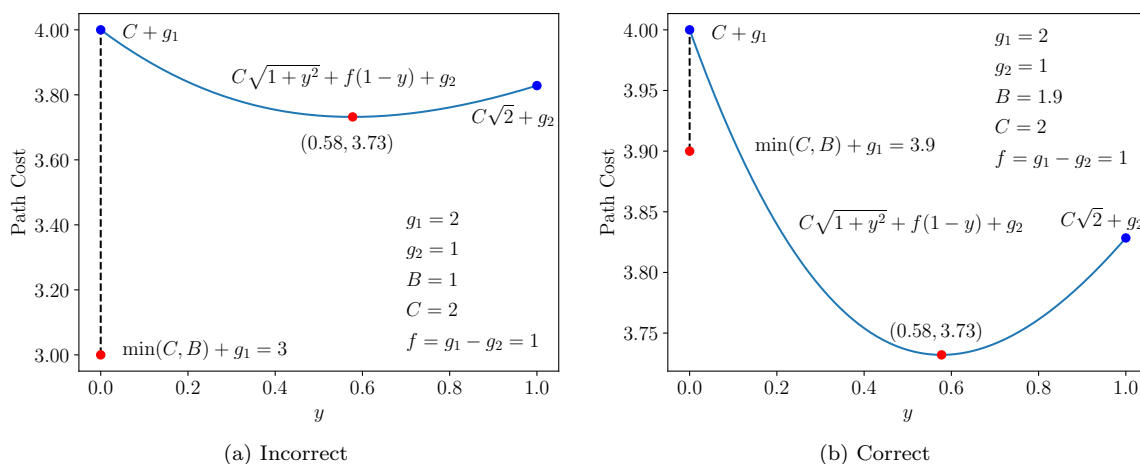 4.00
3.80
3.60
3.40
3.20
3.00
Path Cost
C + g₁
C√(1 + y²) + f(1 − y) + g₂
C√2 + g₂
(0.58, 3.73)
g₁ = 2
g₂ = 1
B = 1
C = 2
f = g₁ − g₂ = 1
min(C, B) + g₁ = 3
0.0 0.2 0.4 0.6 0.8 1.0
y
(a) Incorrect
4.00
3.95
3.90
3.85
3.80
3.75
Path Cost
C + g₁
g₁ = 2
g₂ = 1
B = 1.9
C = 2
f = g₁ − g₂ = 1
min(C, B) + g₁ = 3.9
C√(1 + y²) + f(1 − y) + g₂
C√2 + g₂
(0.58, 3.73)
0.0 0.2 0.4 0.6 0.8 1.0
y
(b) Correct